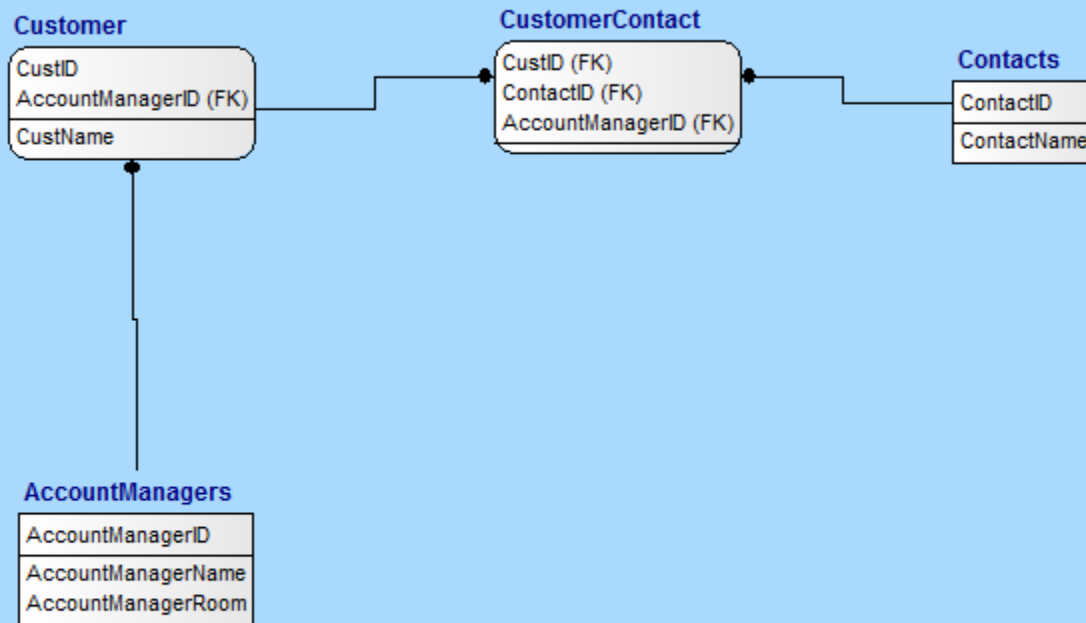 Customer
CustID
AccountManagerID (FK)
CustName
CustomerContact
CustID (FK)
ContactID (FK)
AccountManagerID (FK)
Contacts
ContactID
ContactName
AccountManagers
AccountManagerID
AccountManagerName
AccountManagerRoom